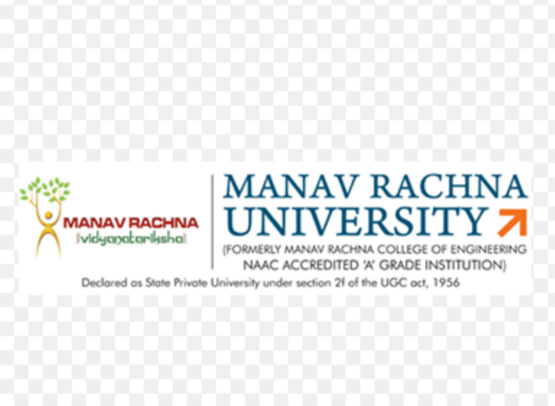 MANAV RACHNA
vidyanatariksha
MANAV RACHNA
UNIVERSITY
(FORMERLY MANAV RACHNA COLLEGE OF ENGINEERING
NAAC ACCREDITED 'A' GRADE INSTITUTION)
Declared as State Private University under section 2f of the UGC act, 1956